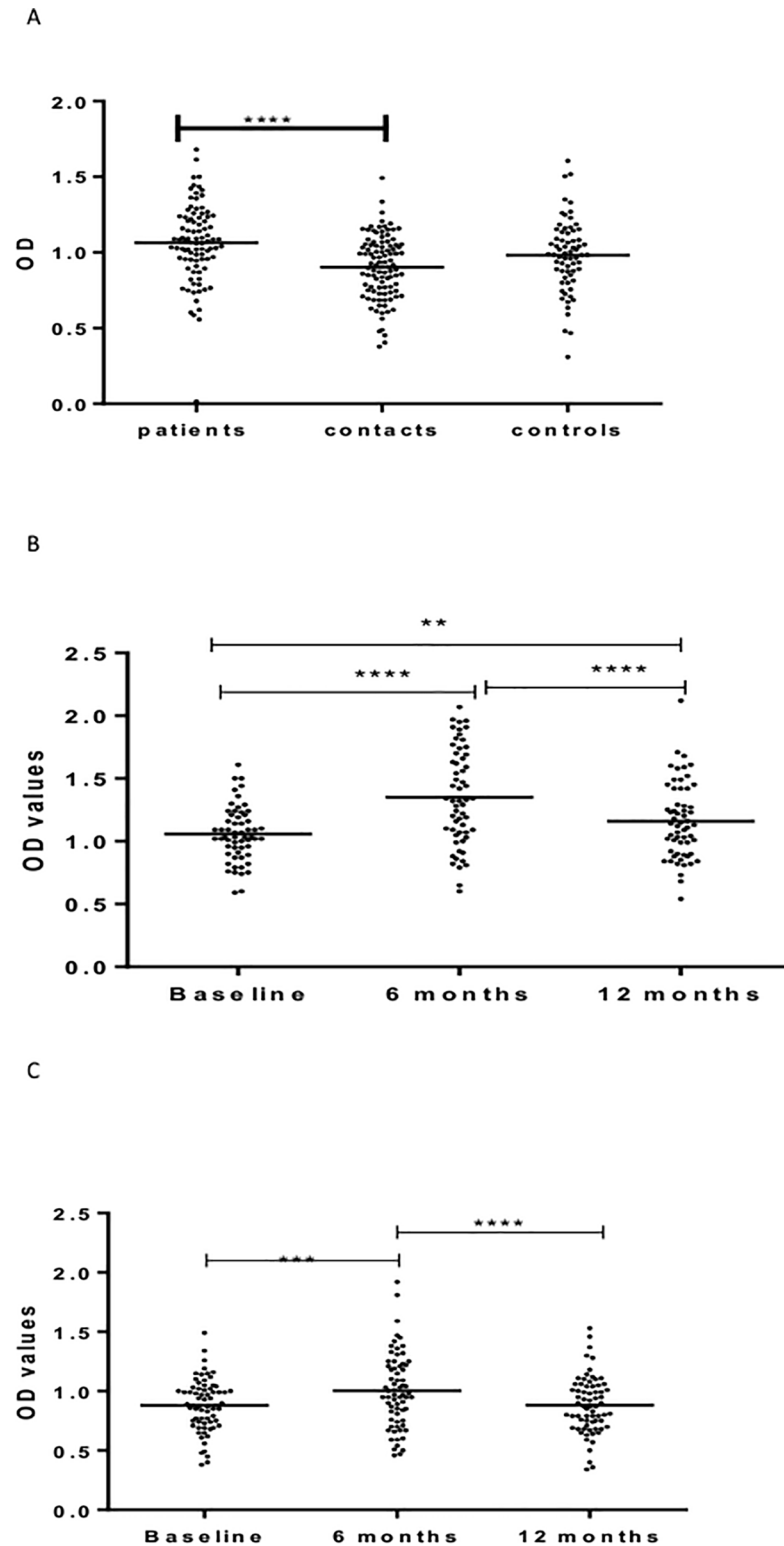 A
****
2.0
1.5
1.0
0.5
0.0
OD
patients contacts controls
B
**
**** ****
2.5
2.0
1.5
1.0
0.5
0.0
OD values
Baseline 6 months 12 months
C
****
***
2.5
2.0
1.5
1.0
0.5
0.0
OD values
Baseline 6 months 12 months